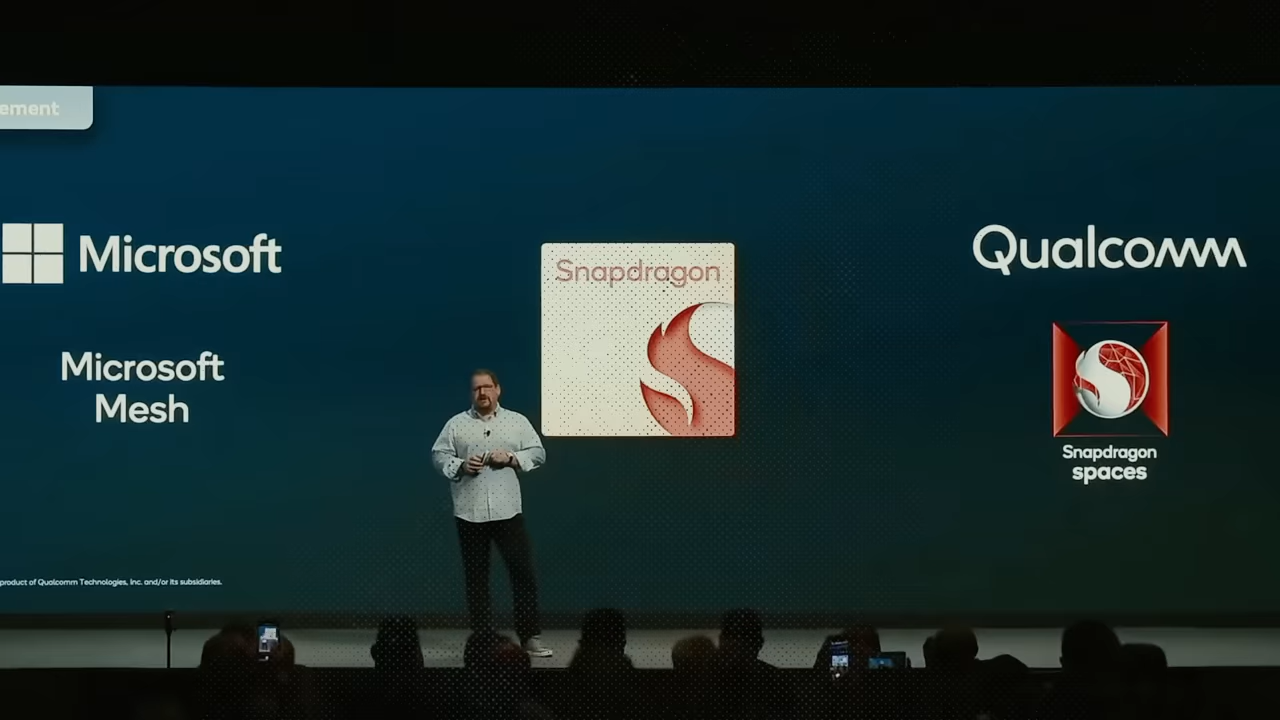 ement
Microsoft
Microsoft
Mesh
Snapdragon
Qualcomm
Snapdragon
spaces
product of Qualcomm Technologies, Inc. and/or its subsidiaries.